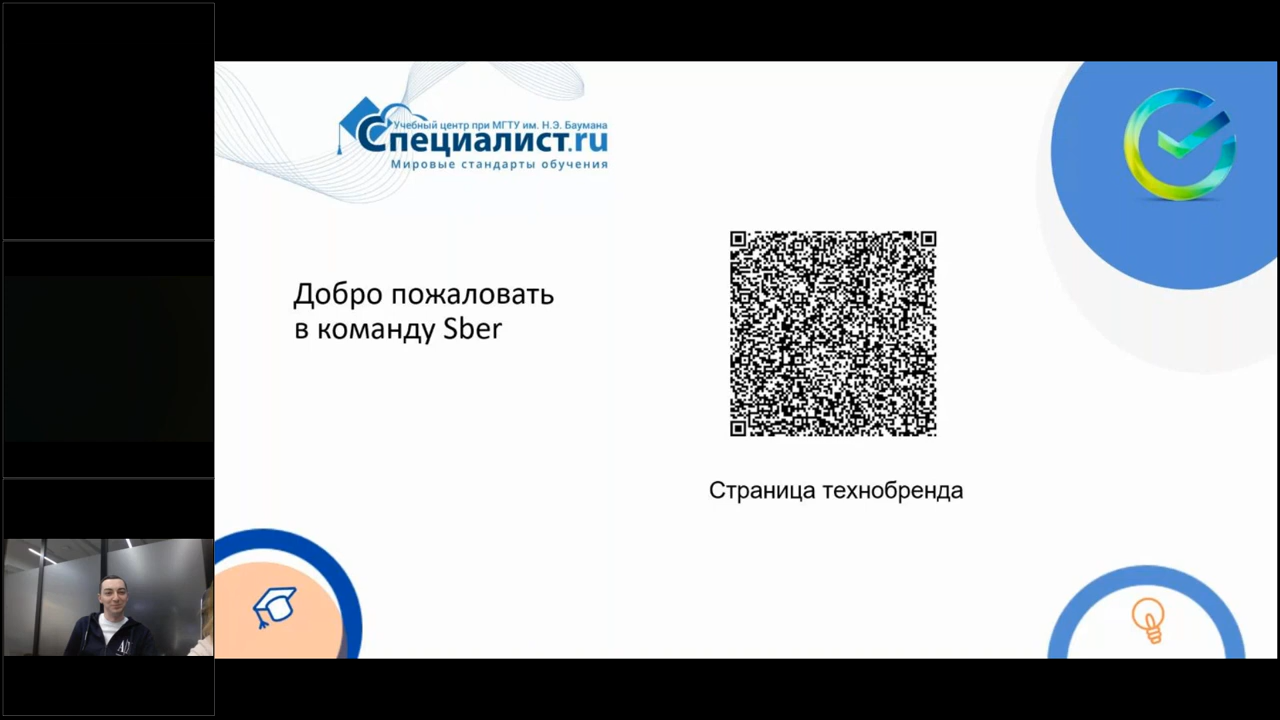 Учебный центр при МГТУ им. Н.Э. Баумана
Специалист.ru
Мировые стандарты обучения
Добро пожаловать
в команду Sber
Страница технобренда